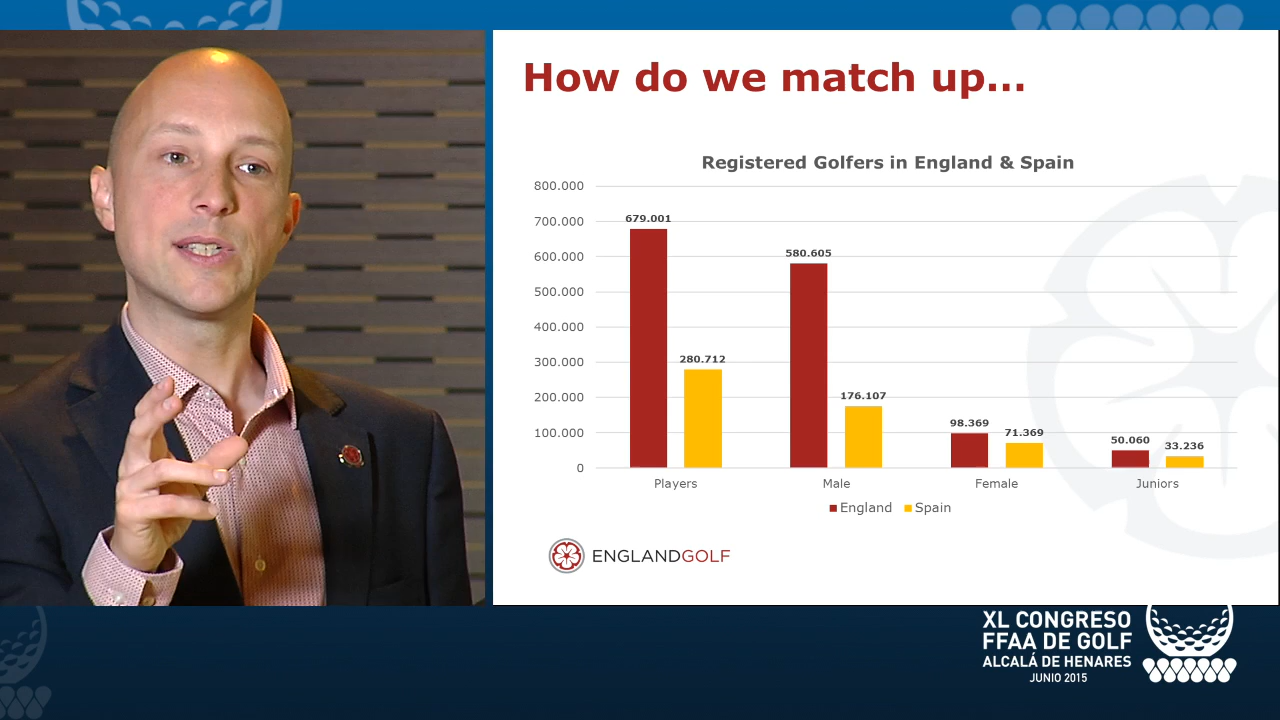 How do we match up...
Registered Golfers in England & Spain
800.000
700.000
600.000
500.000
400.000
300.000
200.000
100.000
0
679.001
280.712
580.605
176.107
98.369
71.369
50.060
33.236
Players
Male
Female
Juniors
England
Spain
ENGLANDGOLF
XL CONGRESO
FFAA DE GOLF
ALCALÁ DE HENARES
JUNIO 2015